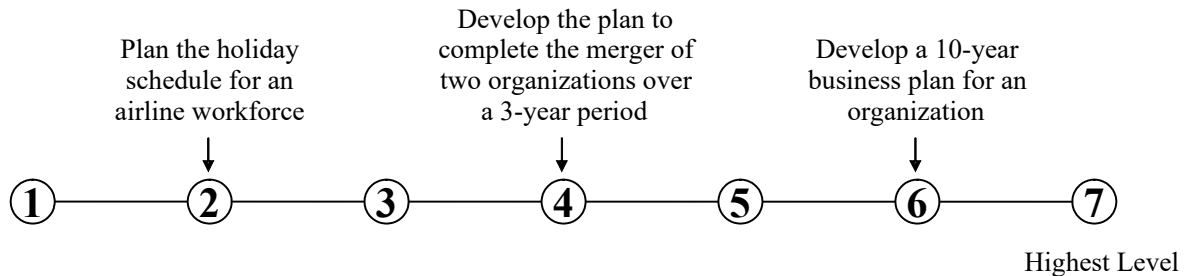 Plan the holiday
schedule for an
airline workforce
Develop the plan to
complete the merger of
two organizations over
a 3-year period
Develop a 10-year
business plan for an
organization
1 2 3 4 5 6 7
Highest Level